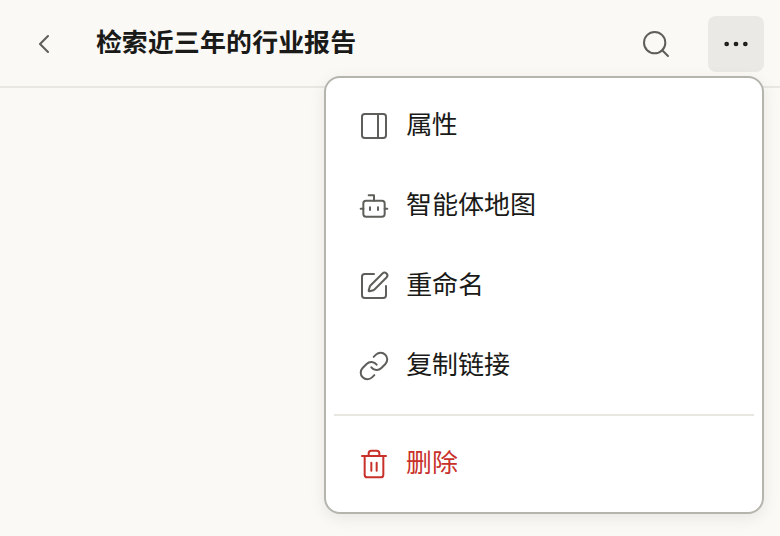 检索近三年的行业报告
属性
智能体地图
重命名
复制链接
删除